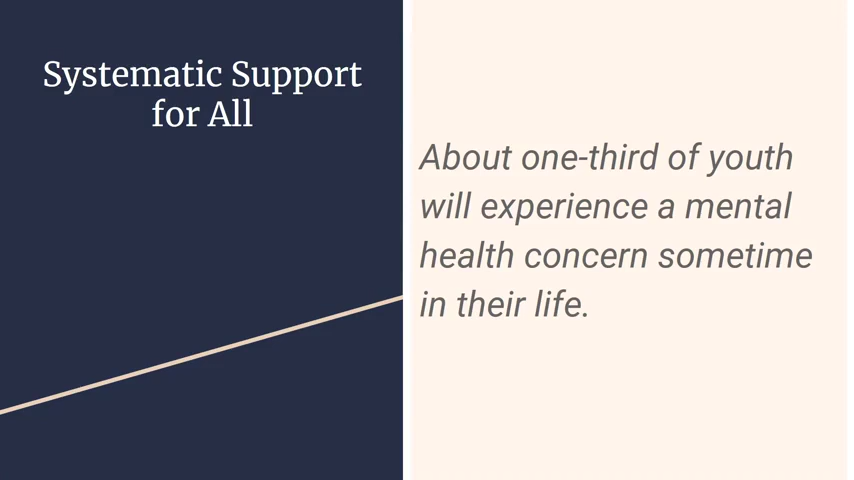 Systematic Support
for All
About one-third of youth
will experience a mental
health concern sometime
in their life.